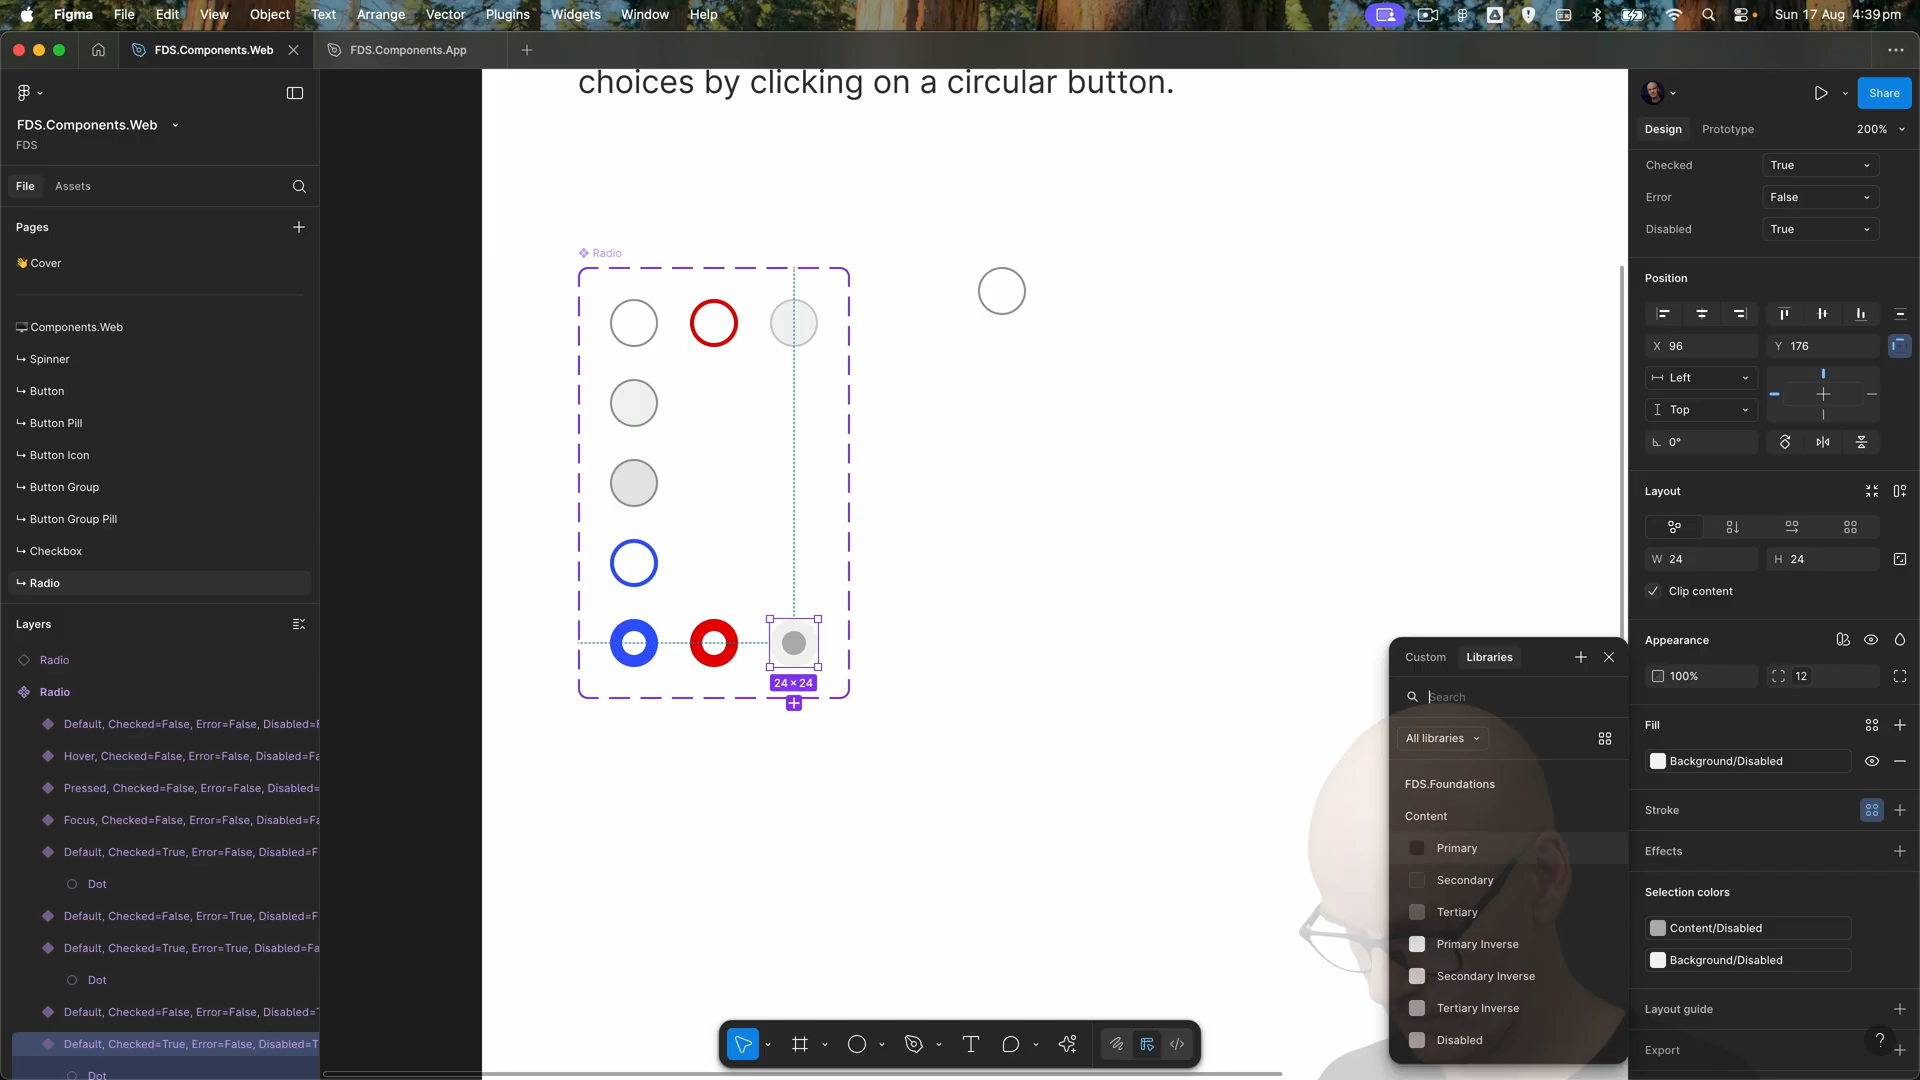 Figma File Edit View Object Text Arrange Vector Plugins Widgets Window Help
Sun 17 Aug 4:39pm
FDS.Components.Web
FDS.Components.App
FDS.Components.Web
FDS
File Assets
Pages
Cover
Components.Web
Spinner
Button
Button Pill
Button Icon
Button Group
Button Group Pill
Checkbox
Radio
Layers
Radio
Radio
Default, Checked=False, Error=False, Disabled=F
Hover, Checked=False, Error=False, Disabled=Fa
Pressed, Checked=False, Error=False, Disabled=
Focus, Checked=False, Error=False, Disabled=Fa
Default, Checked=True, Error=False, Disabled=F
Dot
Default, Checked=False, Error=True, Disabled=F
Default, Checked=True, Error=True, Disabled=Fa
Dot
Default, Checked=False, Error=False, Disabled=T
Default, Checked=True, Error=False, Disabled=T
Dot
choices by clicking on a circular button.
Radio
24 × 24
Custom Libraries
Search
All libraries
FDS.Foundations
Content
Primary
Secondary
Tertiary
Primary Inverse
Secondary Inverse
Tertiary Inverse
Disabled
Share
Design Prototype 200%
Checked True
Error False
Disabled True
Position
X 96 Y 176
Left
Top
0°
Layout
W 24 H 24
Clip content
Appearance
100% 12
Fill
Background/Disabled
Stroke
Effects
Selection colors
Content/Disabled
Background/Disabled
Layout guide
Export
?